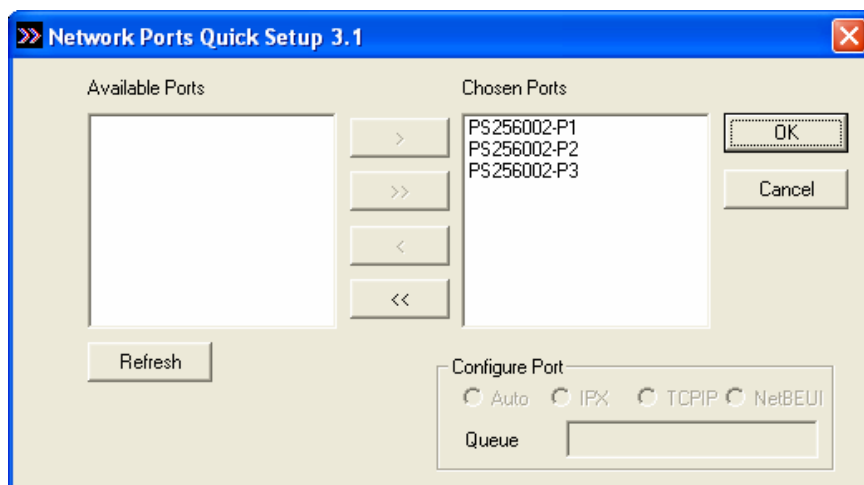 Network Ports Quick Setup 3.1
Available Ports
Chosen Ports
PS256002-P1
PS256002-P2
PS256002-P3
>
>>
<
<<
OK
Cancel
Refresh
Configure Port
Auto IPX TCPIP NetBEUI
Queue